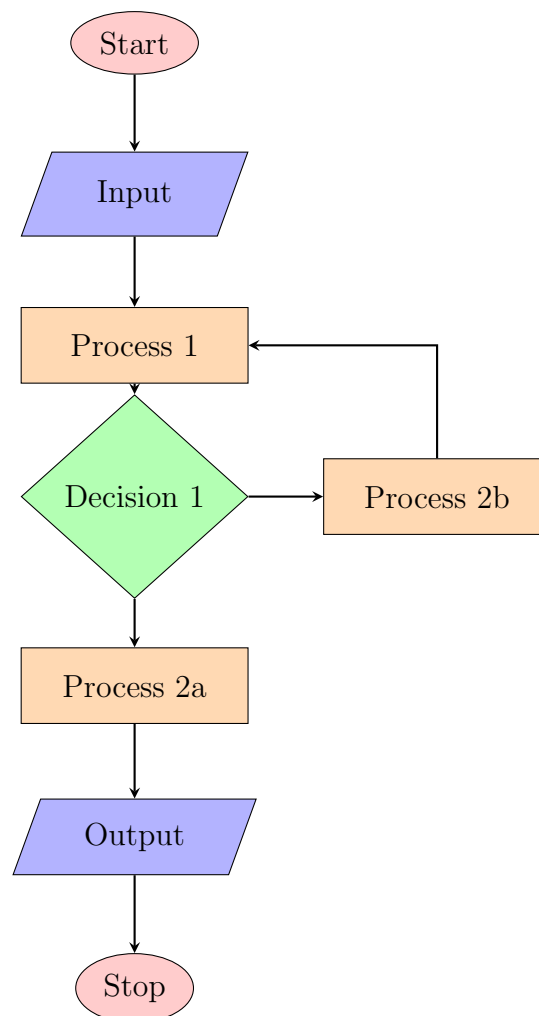 Start
Input
Process 1
Decision 1
Process 2b
Process 2a
Output
Stop